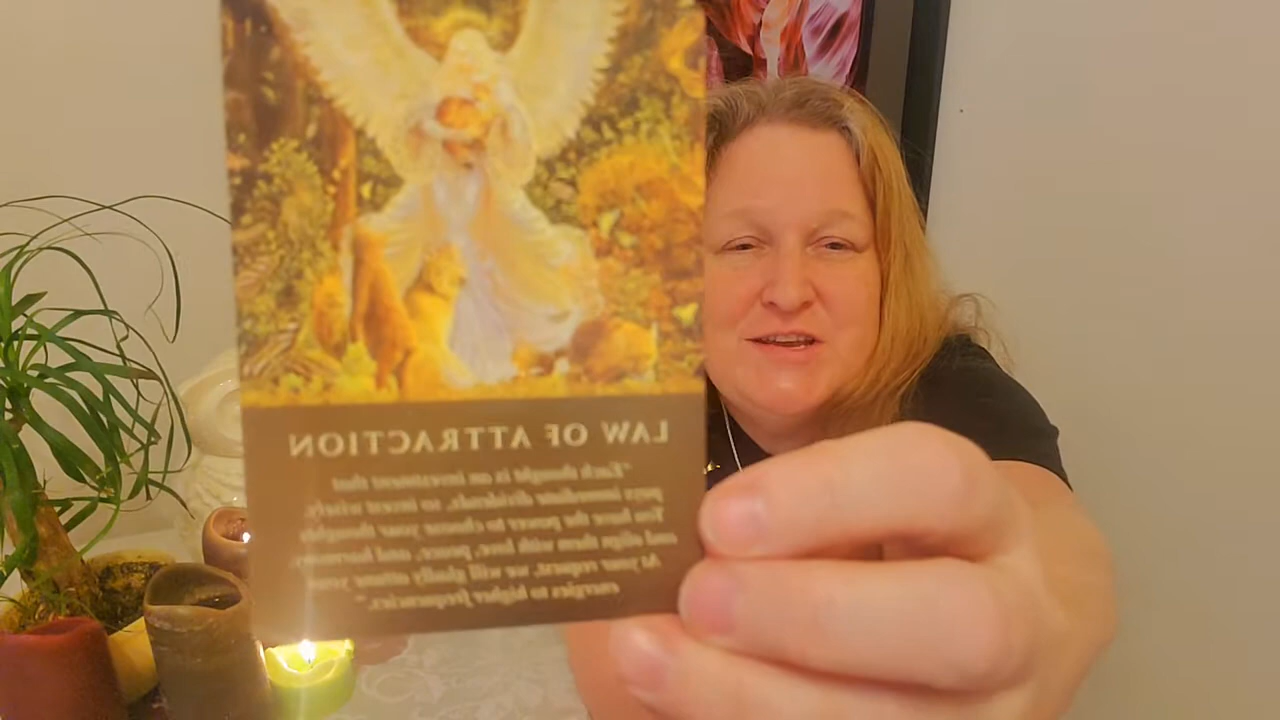 LAW OF ATTRACTION
"Each thought is an investment that
pays immediate dividends, so invest wisely.
You have the power to choose your thoughts
and align them with love, peace, and harmony.
At your request, we will gladly attune your
energies to higher frequencies."